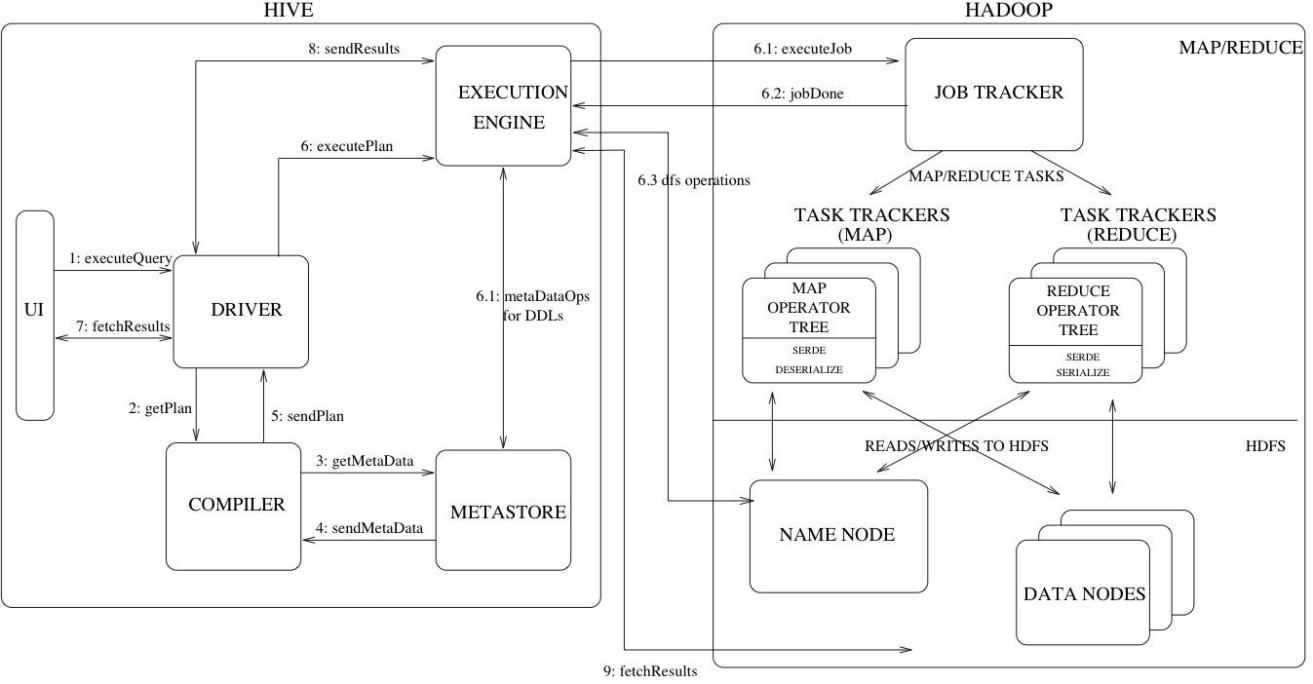 HIVE
HADOOP
8: sendResults
6.1: executeJob
MAP/REDUCE
EXECUTION
ENGINE
6.2: jobDone
JOB TRACKER
6: executePlan
6.3 dfs operations
MAP/REDUCE TASKS
TASK TRACKERS
(MAP)
TASK TRACKERS
(REDUCE)
1: executeQuery
UI
DRIVER
7: fetchResults
6.1: metaDataOps
for DDLs
MAP
OPERATOR
TREE
SERDE
DESERIALIZE
REDUCE
OPERATOR
TREE
SERDE
SERIALIZE
2: getPlan
5: sendPlan
READS/WRITES TO HDFS
HDFS
3: getMetaData
COMPILER
METASTORE
4: sendMetaData
NAME NODE
DATA NODES
9: fetchResults